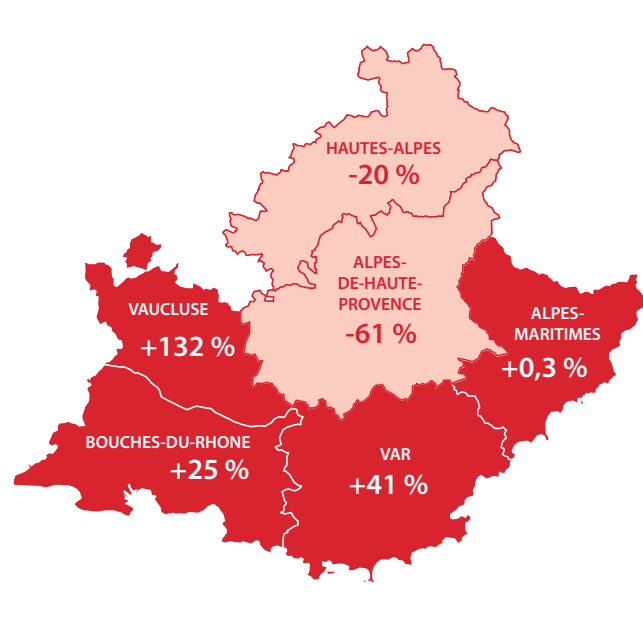 HAUTES-ALPES
-20 %
ALPES-
DE-HAUTE-
PROVENCE
-61 %
VAUCLUSE
+132 %
ALPES-
MARITIMES
+0,3 %
BOUCHES-DU-RHONE
+25 %
VAR
+41 %